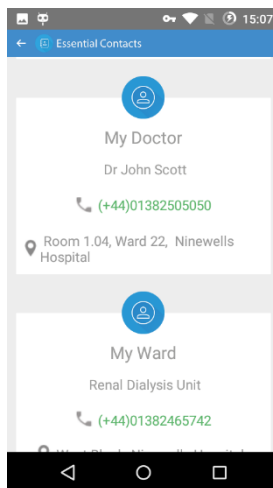 15:07
Essential Contacts
My Doctor
Dr John Scott
(+44)01382505050
Room 1.04, Ward 22, Ninewells
Hospital
My Ward
Renal Dialysis Unit
(+44)01382465742